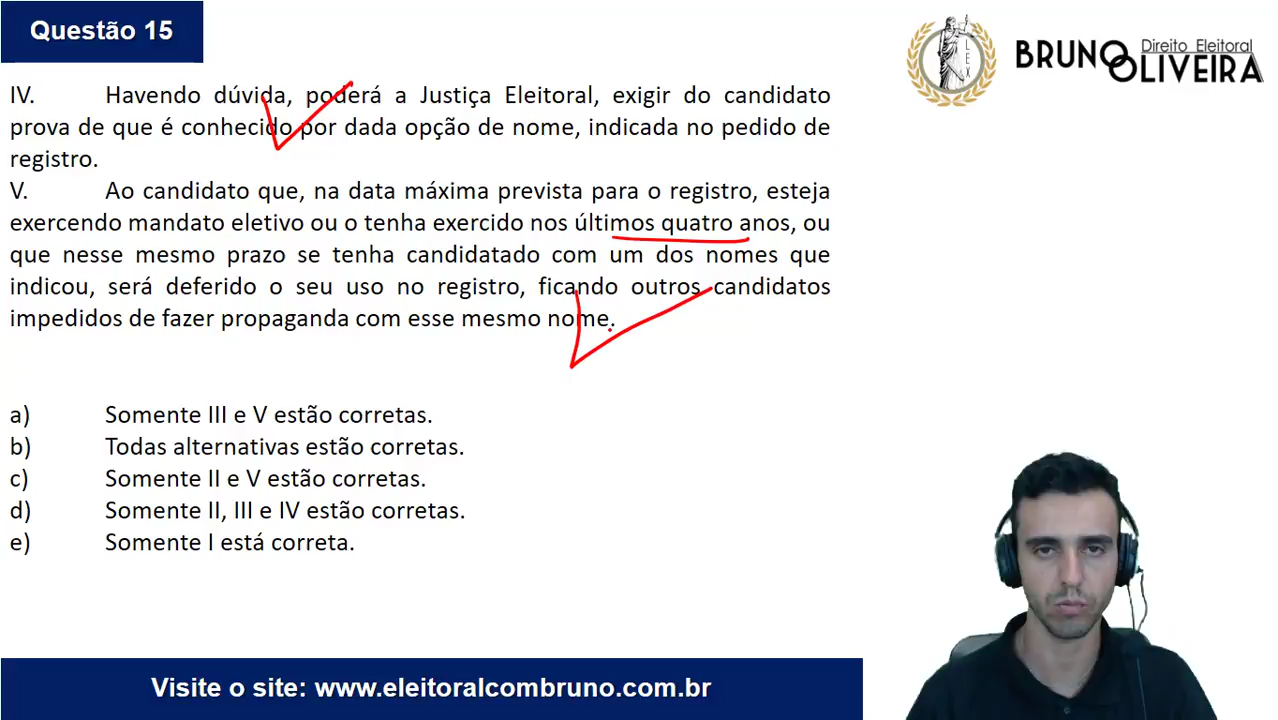 Questão 15
LEX
BRUNO Direito Eleitoral
OLIVEIRA
IV. Havendo dúvida, poderá a Justiça Eleitoral, exigir do candidato
prova de que é conhecido por dada opção de nome, indicada no pedido de
registro.
V. Ao candidato que, na data máxima prevista para o registro, esteja
exercendo mandato eletivo ou o tenha exercido nos últimos quatro anos, ou
que nesse mesmo prazo se tenha candidatado com um dos nomes que
indicou, será deferido o seu uso no registro, ficando outros candidatos
impedidos de fazer propaganda com esse mesmo nome.
a) Somente III e V estão corretas.
b) Todas alternativas estão corretas.
c) Somente II e V estão corretas.
d) Somente II, III e IV estão corretas.
e) Somente I está correta.
Visite o site: www.eleitoralcombruno.com.br